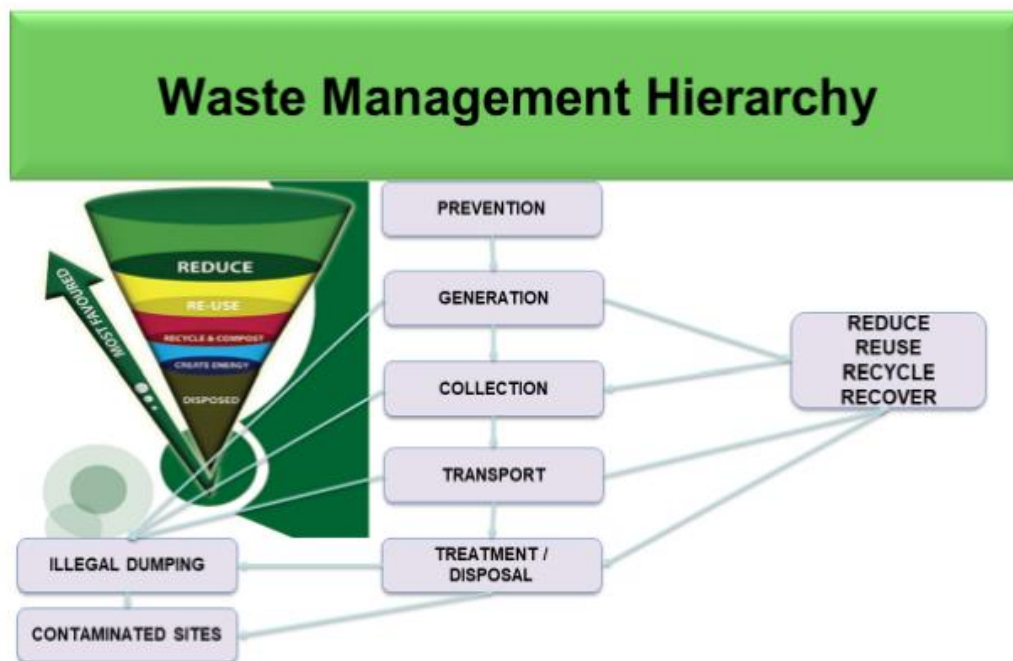 Waste Management Hierarchy
MOST FAVOURED
REDUCE
RE-USE
RECYCLE & COMPOST
CREATE ENERGY
DISPOSED
PREVENTION
GENERATION
COLLECTION
TRANSPORT
TREATMENT /
DISPOSAL
REDUCE
REUSE
RECYCLE
RECOVER
ILLEGAL DUMPING
CONTAMINATED SITES